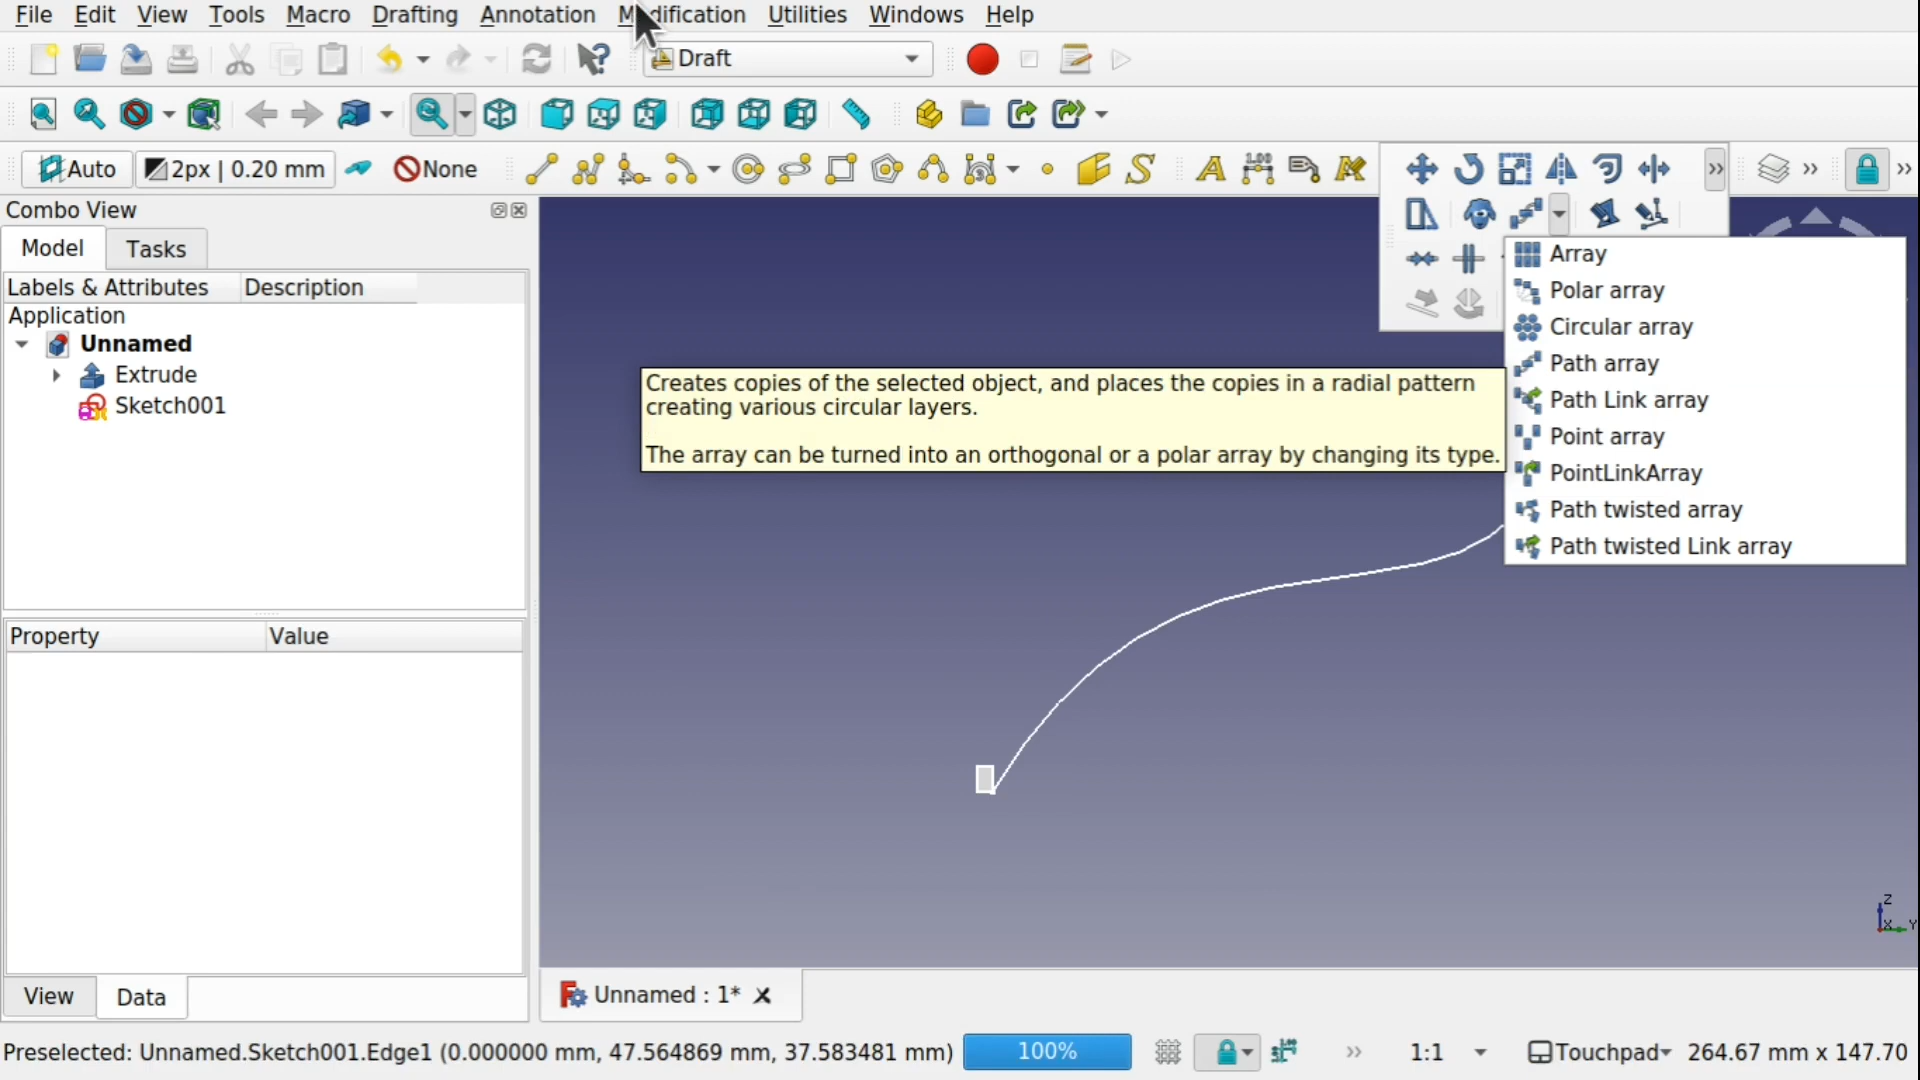 File Edit View Tools Macro Drafting Annotation Modification Utilities Windows Help
Draft
Auto 2px | 0.20 mm None
Combo View
Model Tasks
Labels & Attributes Description
Application
Unnamed
Extrude
Sketch001
Creates copies of the selected object, and places the copies in a radial pattern
creating various circular layers.
The array can be turned into an orthogonal or a polar array by changing its type.
Array
Polar array
Circular array
Path array
Path Link array
Point array
PointLinkArray
Path twisted array
Path twisted Link array
Property Value
Z
X Y
View Data
Unnamed : 1*
Preselected: Unnamed.Sketch001.Edge1 (0.000000 mm, 47.564869 mm, 37.583481 mm) 100% 1:1 Touchpad 264.67 mm x 147.70